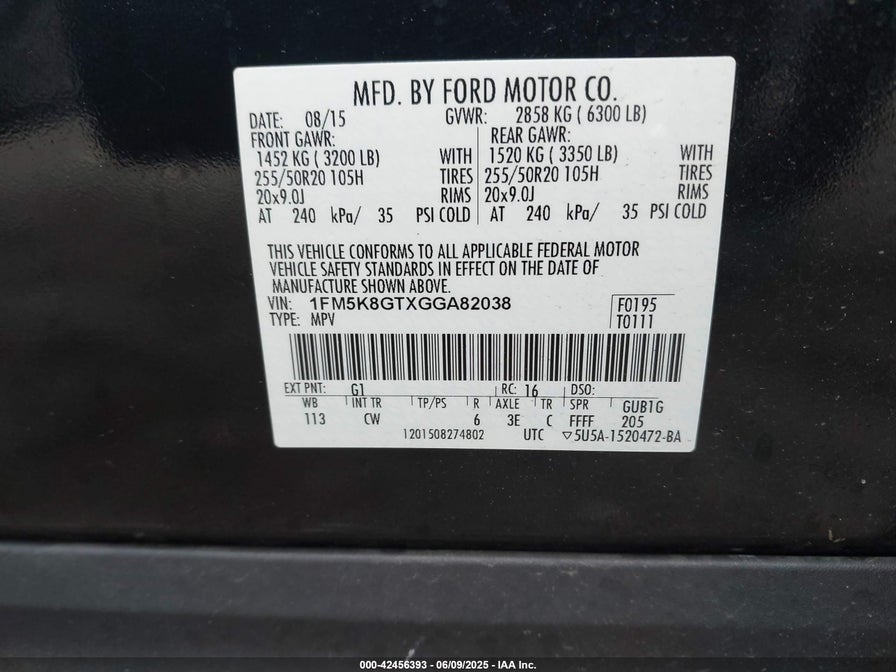 MFD. BY FORD MOTOR CO.
DATE: 08/15 GVWR: 2858 KG ( 6300 LB)
FRONT GAWR: REAR GAWR:
1452 KG ( 3200 LB) WITH 1520 KG ( 3350 LB) WITH
255/50R20 105H TIRES 255/50R20 105H TIRES
20x9.0J RIMS 20x9.0J RIMS
AT 240 kPa/ 35 PSI COLD AT 240 kPa/ 35 PSI COLD
THIS VEHICLE CONFORMS TO ALL APPLICABLE FEDERAL MOTOR
VEHICLE SAFETY STANDARDS IN EFFECT ON THE DATE OF
MANUFACTURE SHOWN ABOVE.
VIN: 1FM5K8GTXGGA82038 F0195
TYPE: MPV T0111
EXT PNT: G1 RC: 16 DSO:
WB INT TR TP/PS R AXLE TR SPR GUB1G
113 CW 6 3E C FFFF 205
1201508274802 UTC ▽5U5A-1520472-BA
000-42456393 - 06/09/2025 - IAA Inc.